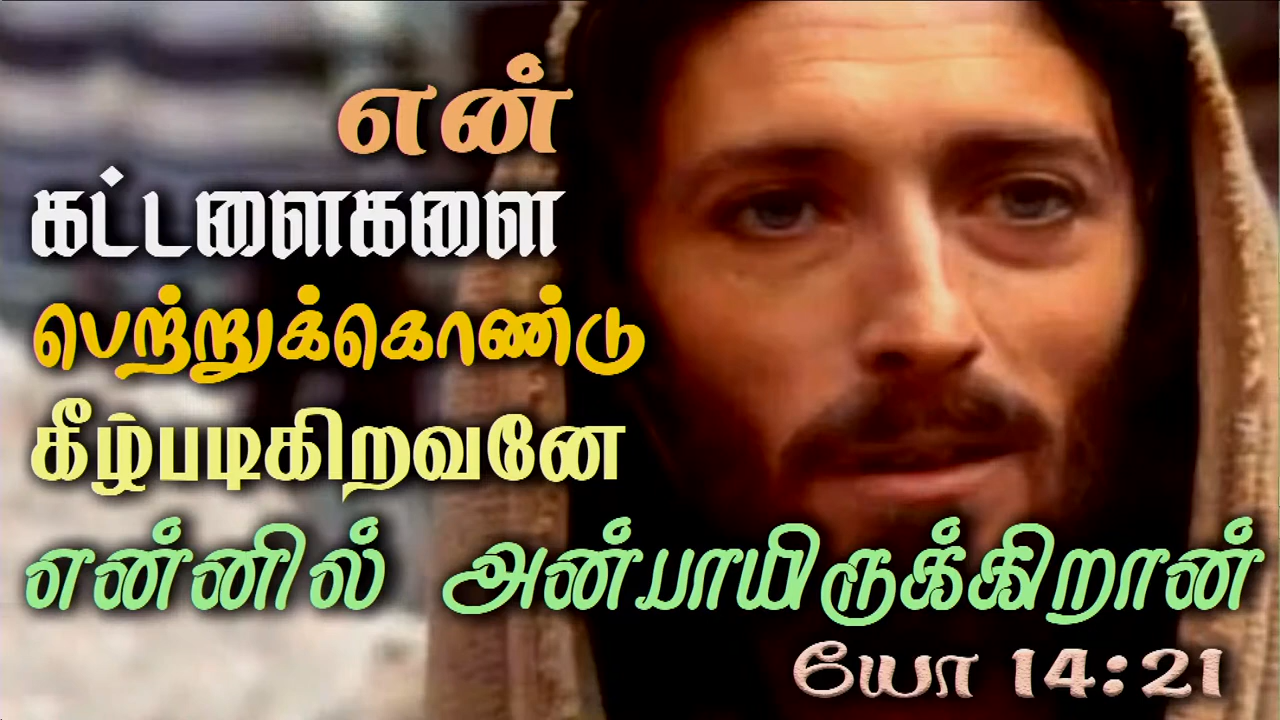 என்
கட்டளைகளை
பெற்றுக்கொண்டு
கீழ்படிகிறவனே
என்னில் அன்பாயிருக்கிறான்
யோ 14:21